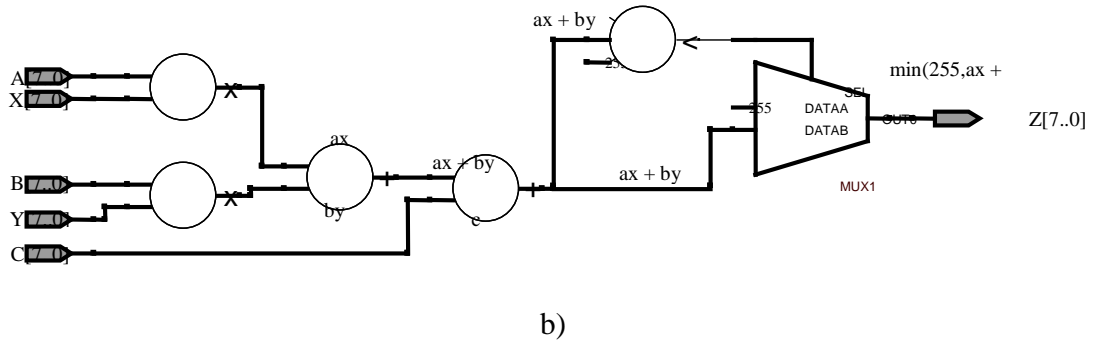 ax + by
<
255
min(255,ax +
A[7..0]
X[7..0]
X
SEL
255
DATAA
DATAB
OUT0
Z[7..0]
ax
+
by
ax + by
+
c
ax + by
MUX1
B[7..0]
Y[7..0]
X
C[7..0]
b)